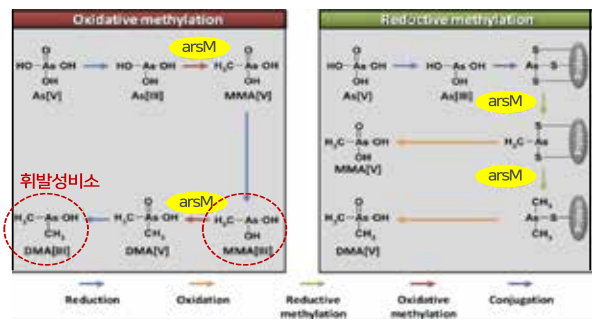 Oxidative methylation
arsM
O
HO As OH
OH
As[V]
HO As OH
OH
As[III]
O
H₃C As OH
OH
MMA[V]
휘발성비소
arsM
H₃C As OH
CH₃
DMA[III]
O
H₃C As OH
CH₃
DMA[V]
H₃C As OH
OH
MMA[III]
Reductive methylation
O
HO As OH
OH
As[V]
HO As OH
OH
As[III]
S
As S
S
arsM
O
H₃C As OH
OH
MMA[V]
S
H₃C As
S
arsM
O
H₃C As OH
CH₃
DMA[V]
CH₃
As S
CH₃
Reduction
Oxidation
Reductive
methylation
Oxidative
methylation
Conjugation